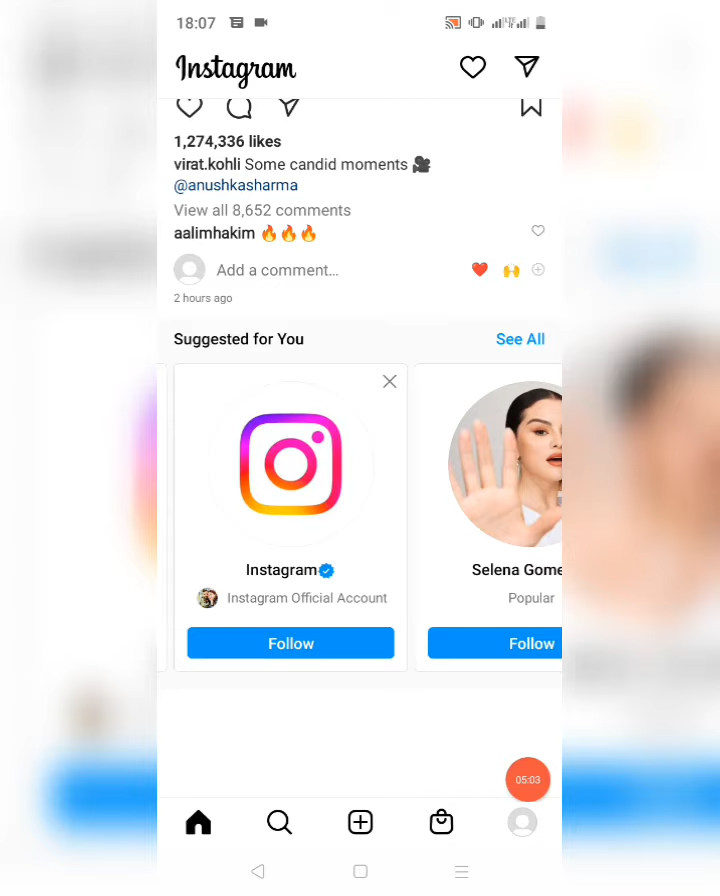 18:07
Instagram
1,274,336 likes
virat.kohli Some candid moments 🎥
@anushkasharma
View all 8,652 comments
aalimhakim 🔥🔥🔥
Add a comment...
2 hours ago
Suggested for You See All
Instagram
Instagram Official Account
Follow
Selena Gome
Popular
Follow
05:03